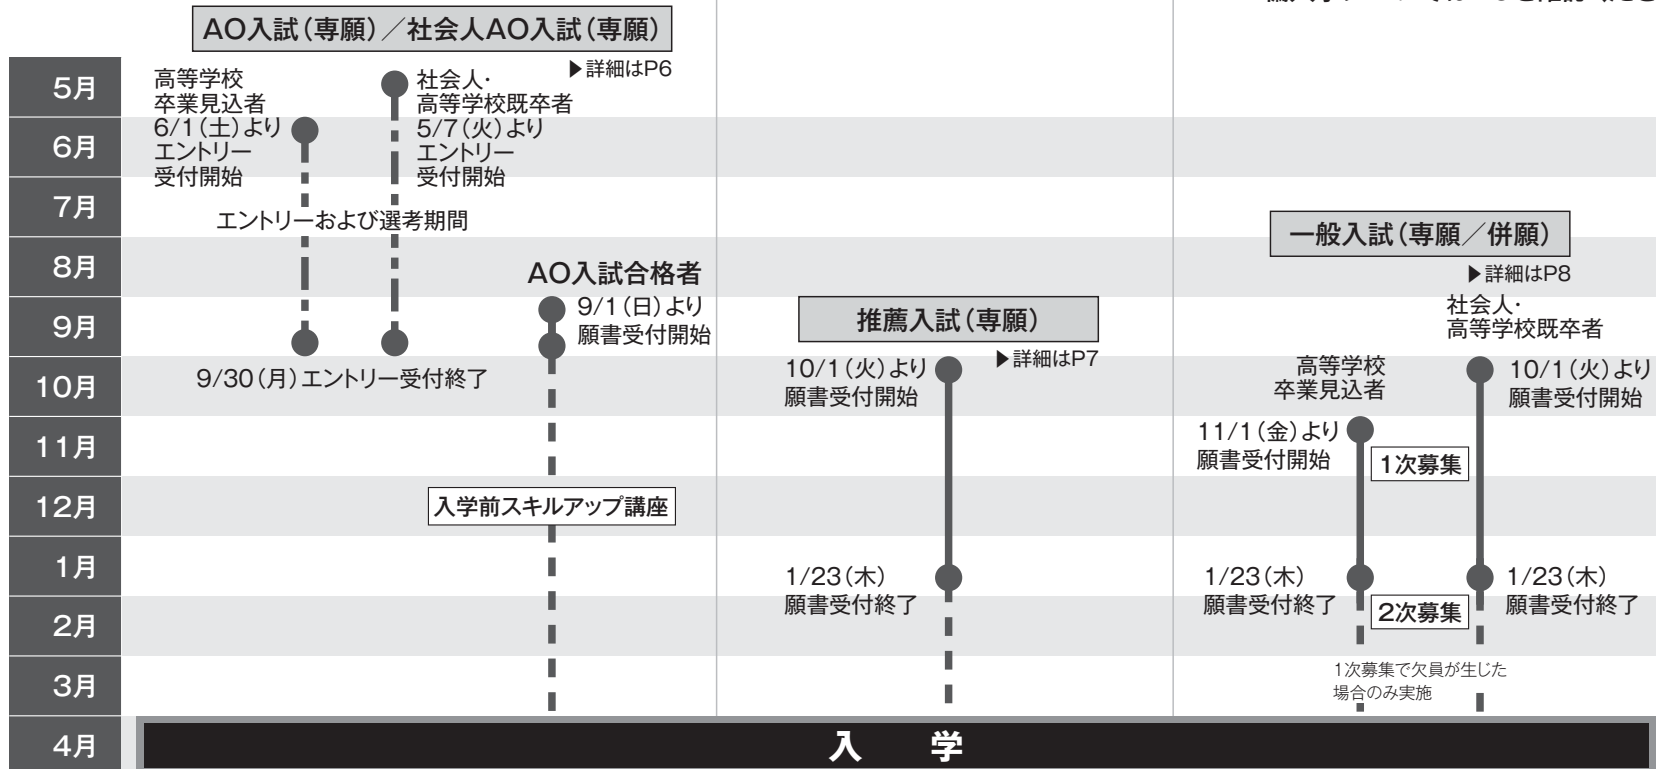 AO入試(専願)/社会人AO入試(専願)
▶詳細はP6
5月
6月
7月
8月
9月
10月
11月
12月
1月
2月
3月
4月
高等学校
卒業見込者
6/1(土)より
エントリー
受付開始
社会人・
高等学校既卒者
5/7(火)より
エントリー
受付開始
エントリーおよび選考期間
9/30(月)エントリー受付終了
AO入試合格者
9/1(日)より
願書受付開始
入学前スキルアップ講座
推薦入試(専願)
▶詳細はP7
10/1(火)より
願書受付開始
1/23(木)
願書受付終了
一般入試(専願/併願)
▶詳細はP8
社会人・
高等学校既卒者
10/1(火)より
願書受付開始
高等学校
卒業見込者
11/1(金)より
願書受付開始
1次募集
1/23(木)
願書受付終了
1/23(木)
願書受付終了
2次募集
1次募集で欠員が生じた
場合のみ実施
入 学